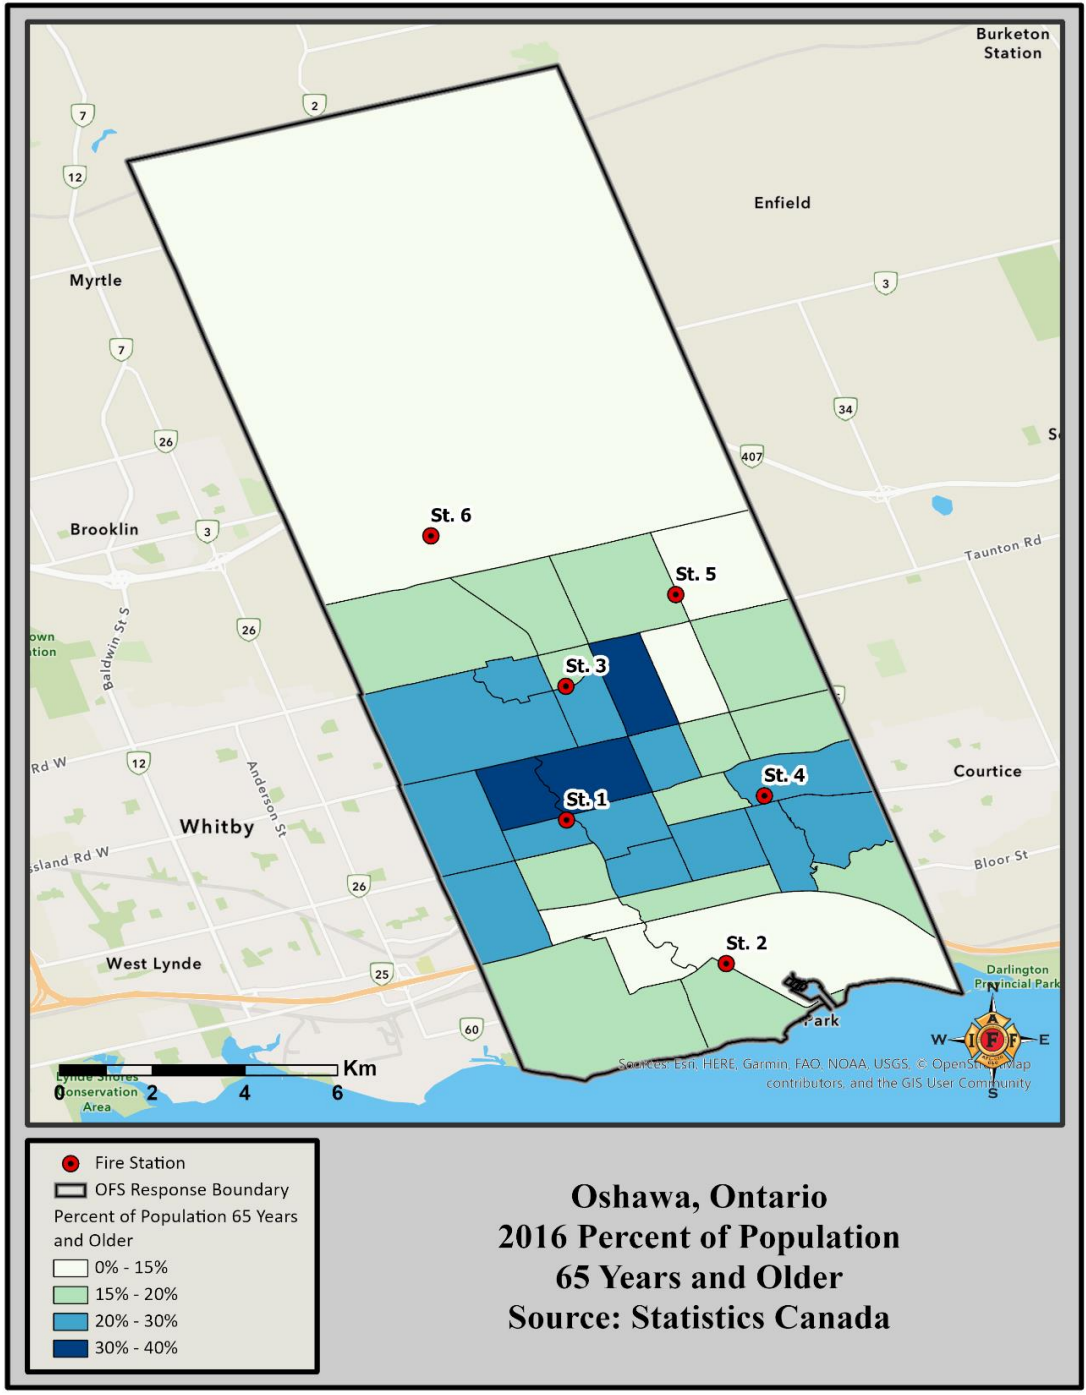 Burketon
Station
7
2
12
Enfield
Myrtle
3
7
34
26
407
St. 6
Brooklin
3
Taunton Rd
St. 5
26
own
Baldwin St S
St. 3
Rd W
12
Anderson St
St. 4
Courtice
St. 1
Whitby
ssland Rd W
Bloor St
26
St. 2
West Lynde
25
Darlington
Provincial Park
N
Park
60
W
A
I F F
E
S
Km
0 2 4 6
Lynde Shores
Conservation
Area
Sources: Esri, HERE, Garmin, FAO, NOAA, USGS, © OpenStreetMap
contributors, and the GIS User Community
Fire Station
OFS Response Boundary
Percent of Population 65 Years
and Older
0% - 15%
15% - 20%
20% - 30%
30% - 40%
Oshawa, Ontario
2016 Percent of Population
65 Years and Older
Source: Statistics Canada